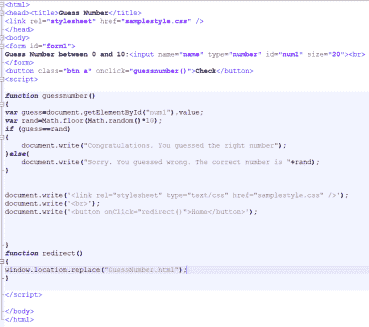 <html>
<head><title>Guess Number</title>
<link rel="stylesheet" href="samplestyle.css" />
</head>
<body>
<form id="form1">
Guess Number between 0 and 10:<input name="name" type="number" id="num1" size="20"><br>
</form>
<button class="btn a" onclick="guessnumber()">Check</button>
<script>
function guessnumber()
{
var guess=document.getElementById("num1").value;
var rand=Math.floor(Math.random()*10);
if (guess==rand)
{
document.write("Congratulations. You guessed the right number");
}else{
document.write("Sorry. You guessed wrong. The correct number is "+rand);
}
document.write('<link rel="stylesheet" type="text/css" href="samplestyle.css" />');
document.write('<br>');
document.write('<button onClick="redirect()">Home</button>');
}
function redirect()
{
window.location.replace("GuessNumber.html");
}
</script>
</body>
</html>